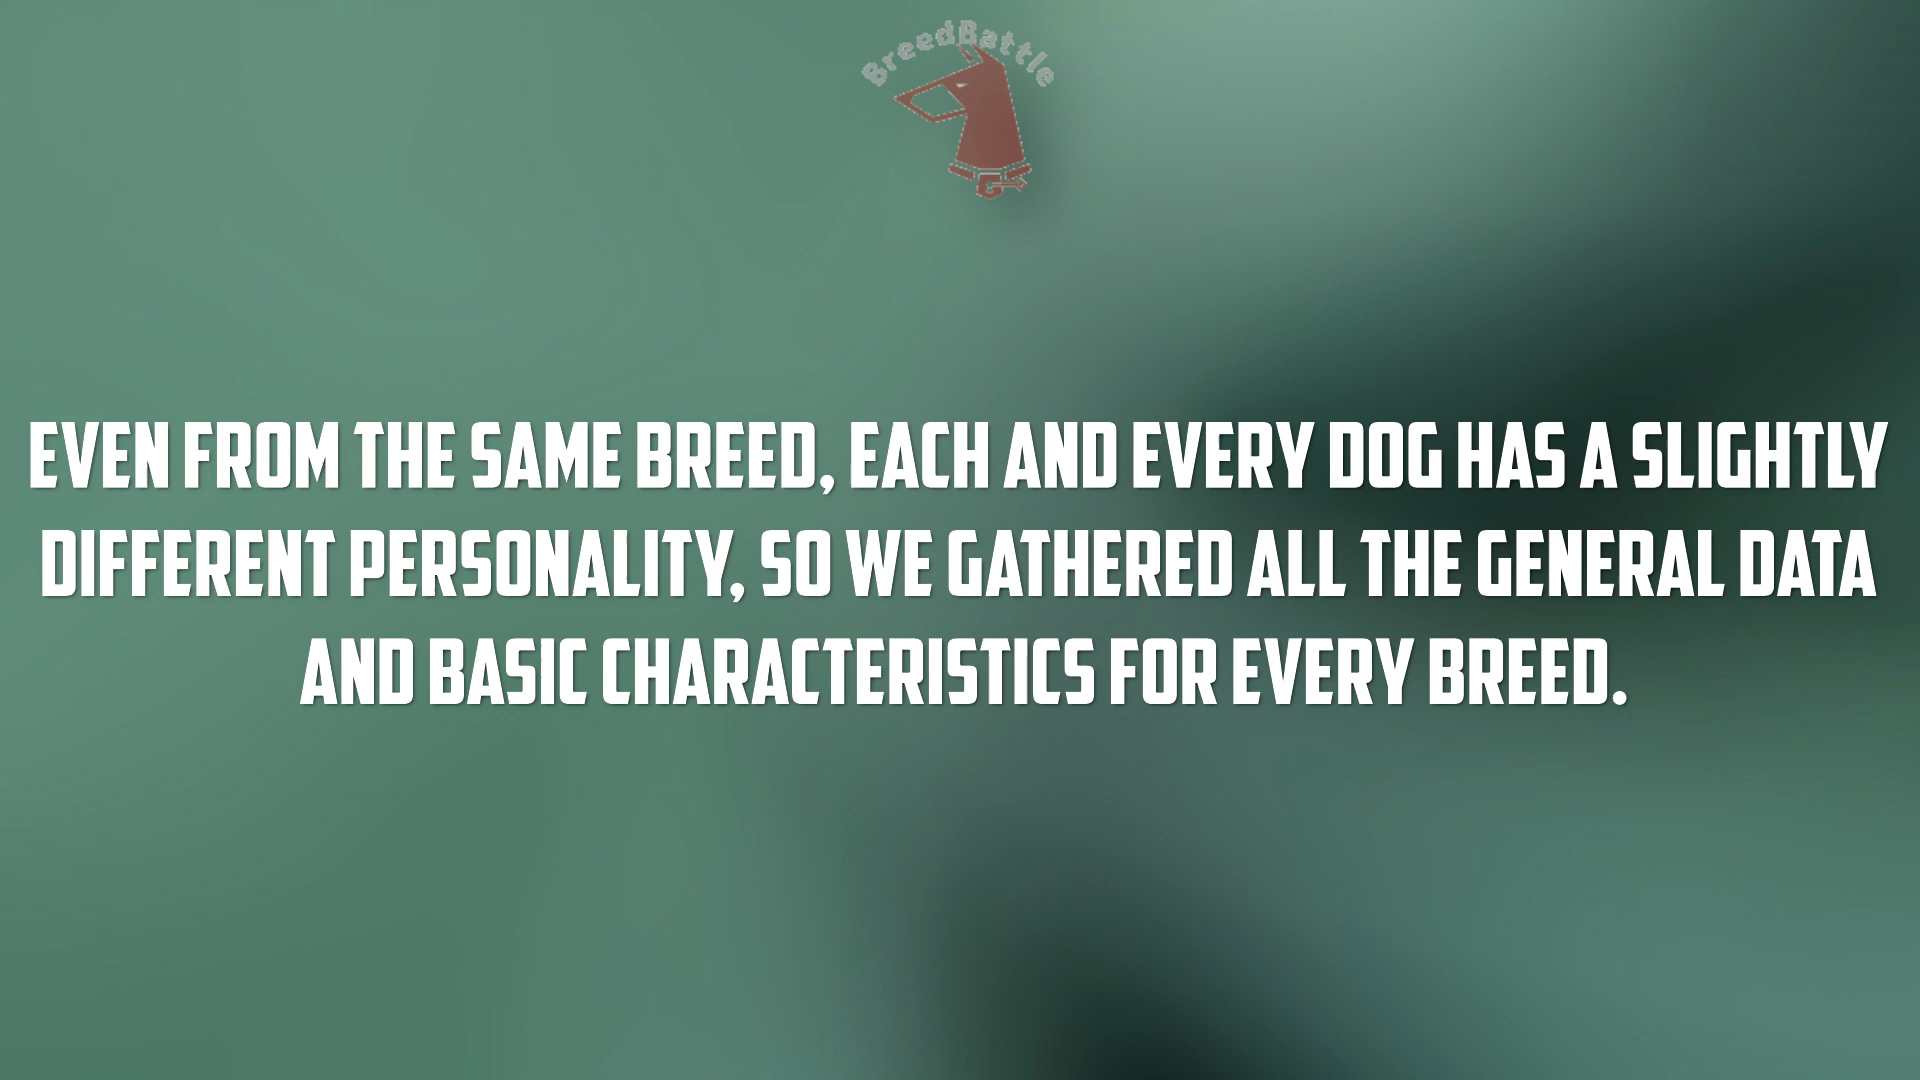 BreedBattle
EVEN FROM THE SAME BREED, EACH AND EVERY DOG HAS A SLIGHTLY
DIFFERENT PERSONALITY, SO WE GATHERED ALL THE GENERAL DATA
AND BASIC CHARACTERISTICS FOR EVERY BREED.